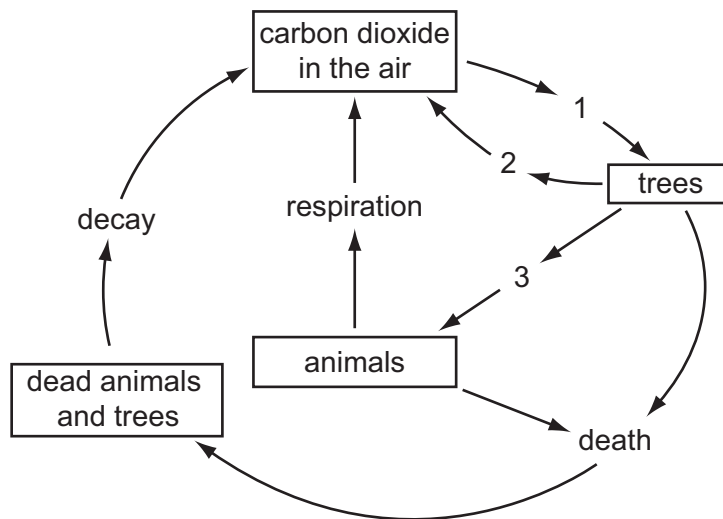 carbon dioxide
in the air
1
2
trees
decay
respiration
3
animals
dead animals
and trees
death